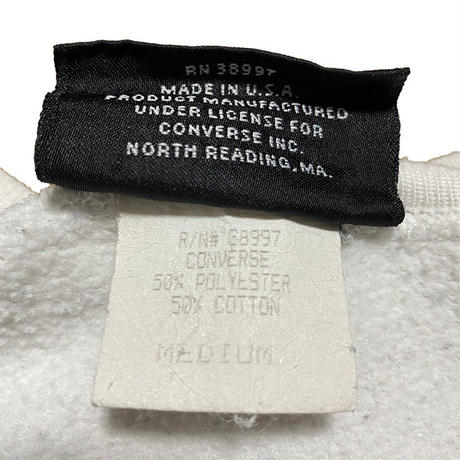 RN 38997
MADE IN U.S.A.
PRODUCT MANUFACTURED
UNDER LICENSE FOR
CONVERSE INC.
NORTH READING, MA.
R/N# 38997
CONVERSE
50% POLYESTER
50% COTTON
MEDIUM